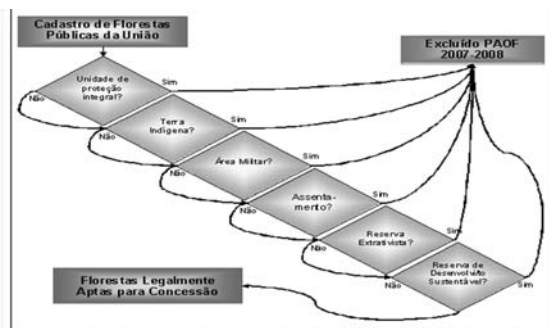 Cadastro de Florestas
Públicas da União
Excluído PAOF
2007-2008
Unidade de
proteção
integral?
Sim
Não
Terra
Indígena?
Sim
Não
Área Militar?
Sim
Não
Assenta-
mento?
Sim
Não
Reserva
Extrativista?
Sim
Não
Reserva de
Desenvolvito
Sustentável?
Sim
Florestas Legalmente
Aptas para Concessão